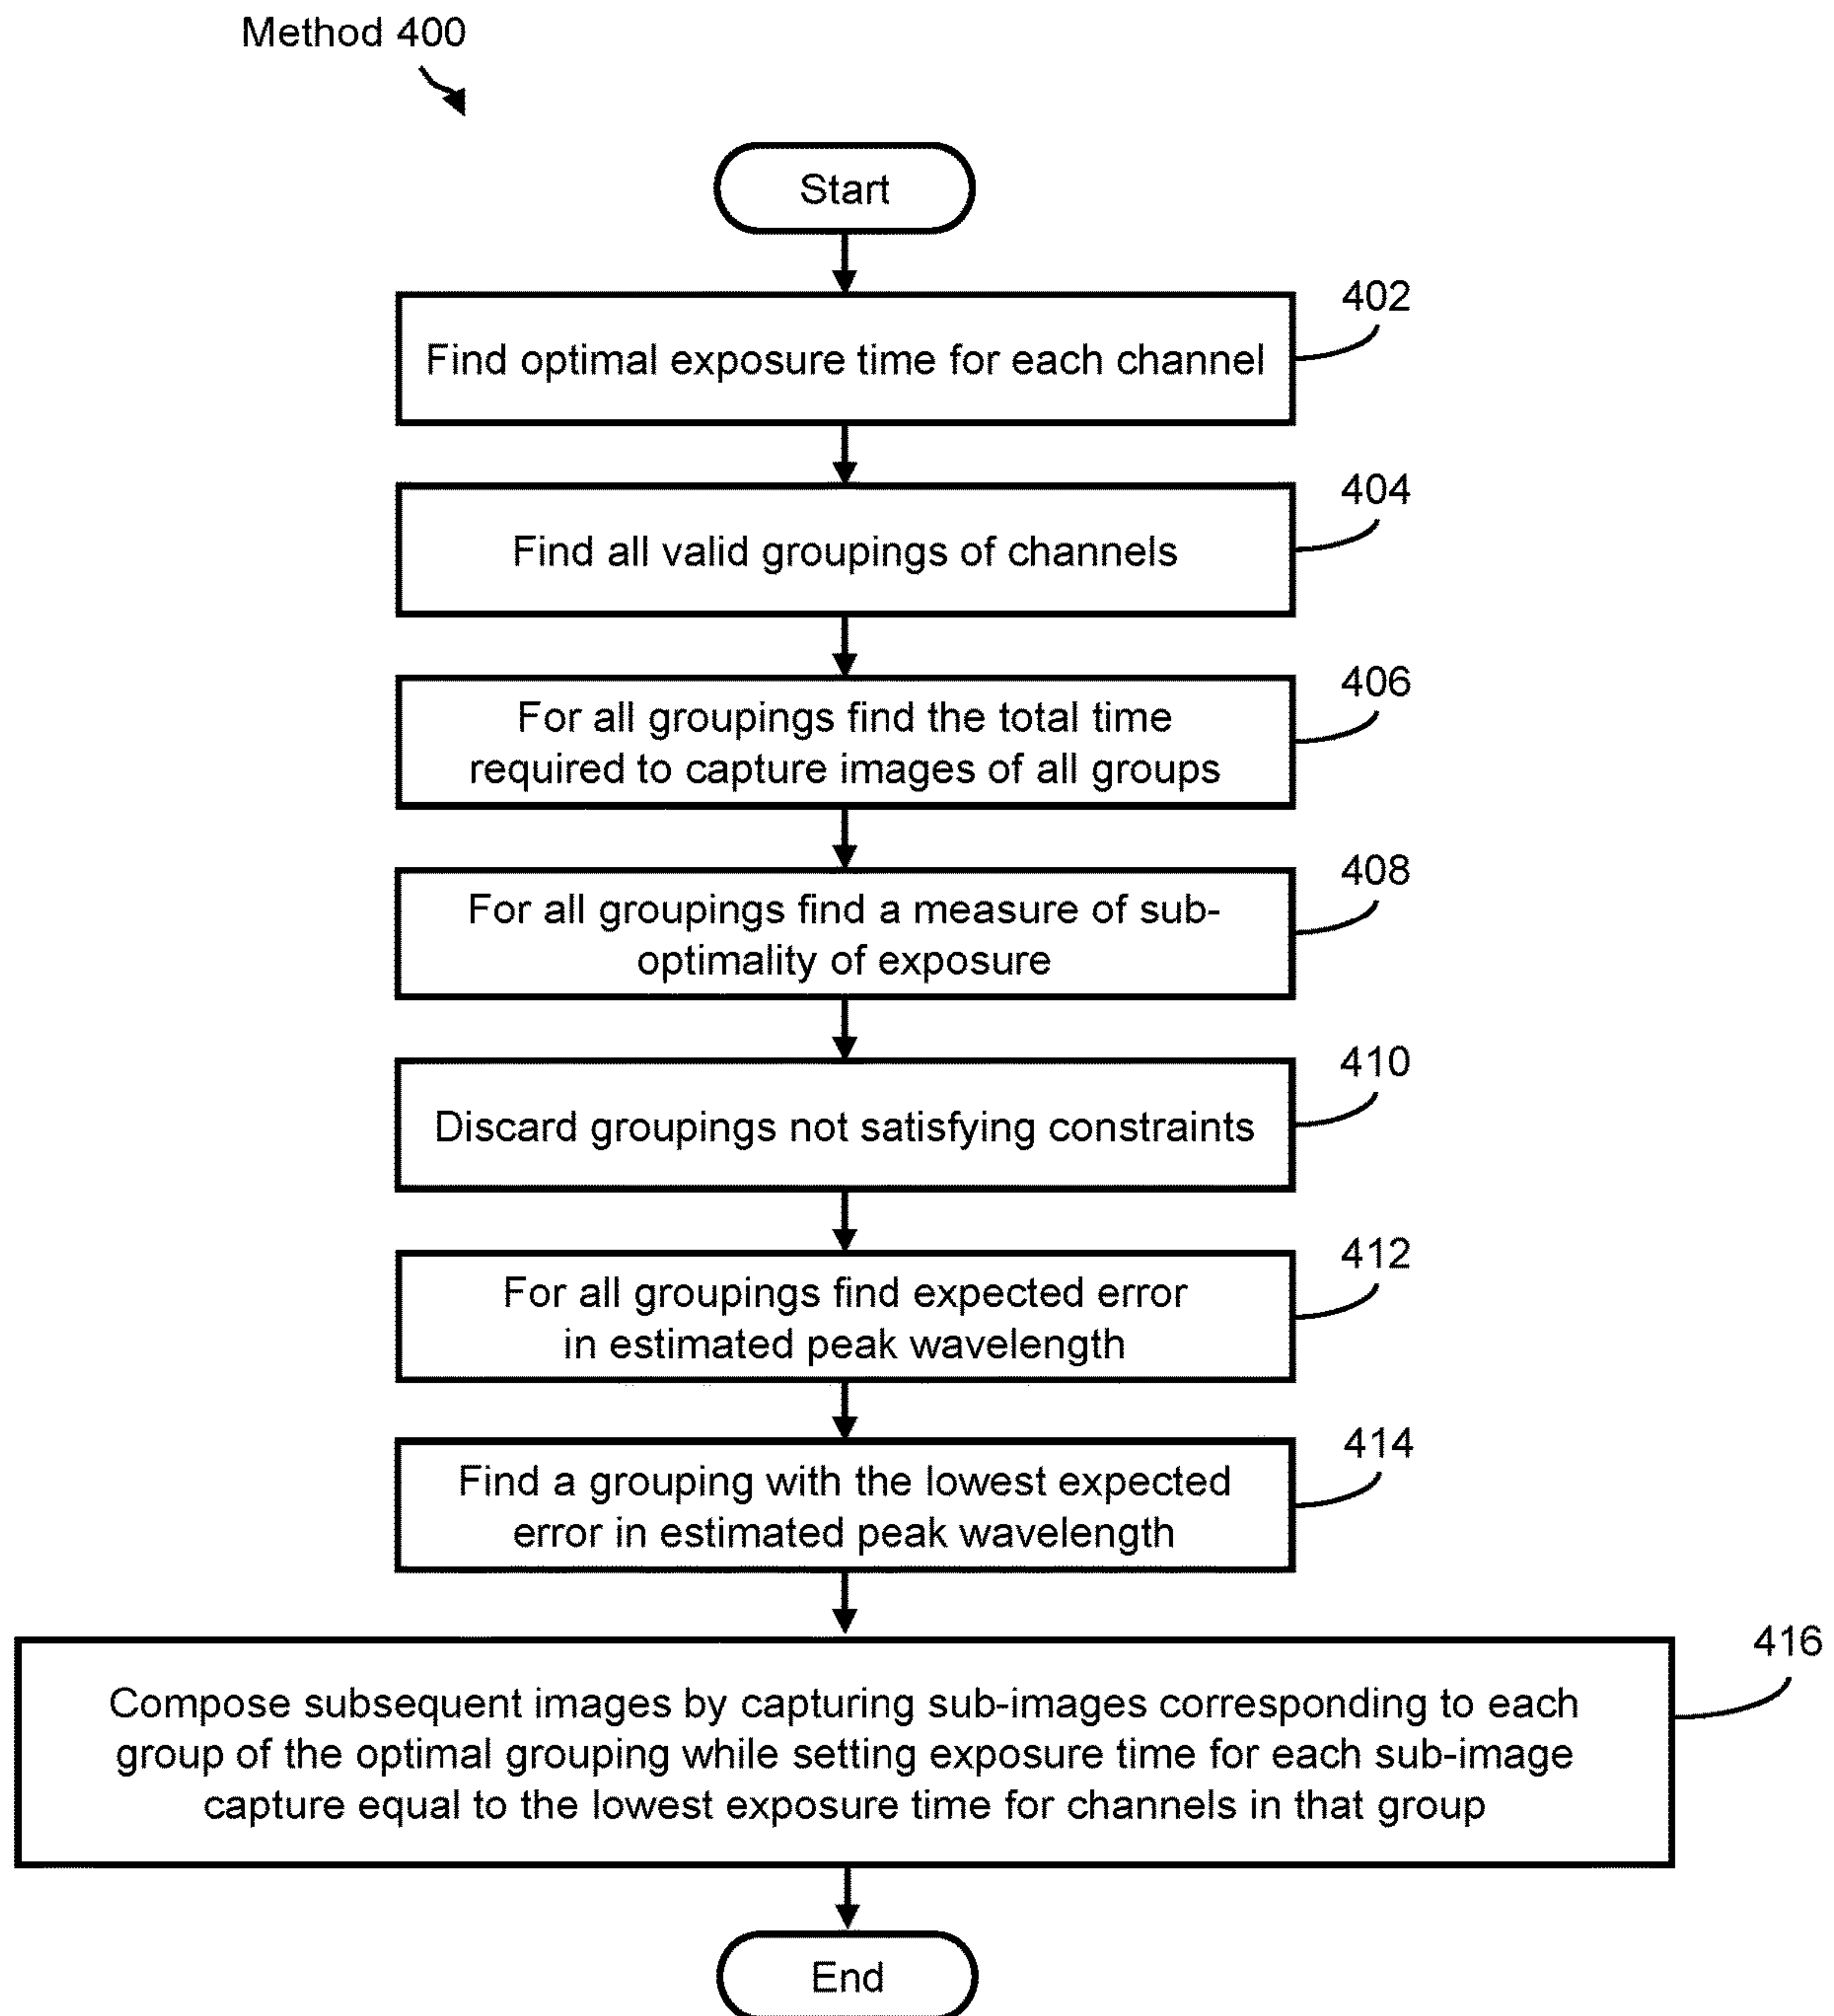 Method 400
Start
402
Find optimal exposure time for each channel
404
Find all valid groupings of channels
406
For all groupings find the total time
required to capture images of all groups
408
For all groupings find a measure of sub-
optimality of exposure
410
Discard groupings not satisfying constraints
412
For all groupings find expected error
in estimated peak wavelength
414
Find a grouping with the lowest expected
error in estimated peak wavelength
416
Compose subsequent images by capturing sub-images corresponding to each
group of the optimal grouping while setting exposure time for each sub-image
capture equal to the lowest exposure time for channels in that group
End